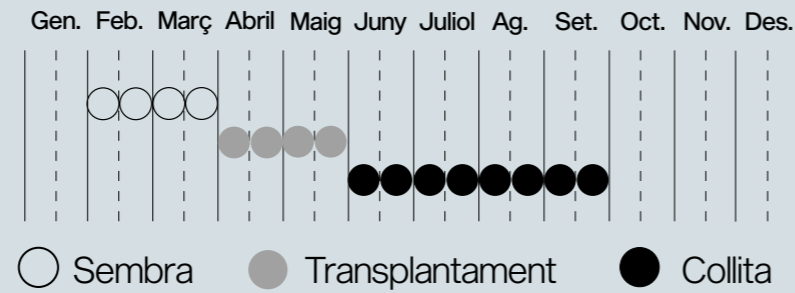 Gen. Feb. Març Abril Maig Juny Juliol Ag. Set. Oct. Nov. Des.
Sembra Transplantament Collita